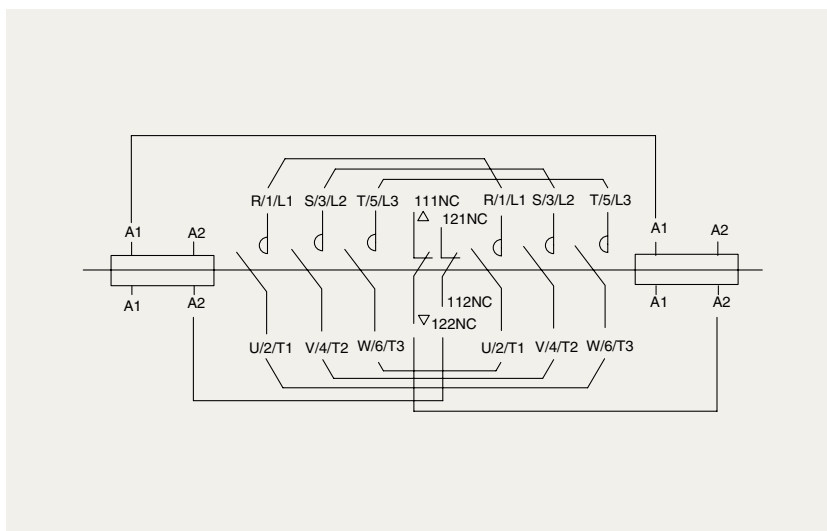 R/1/L1 S/3/L2 T/5/L3 111NC R/1/L1 S/3/L2 T/5/L3
121NC
A1 A2 A1 A2
A1 A2 112NC A1 A2
122NC
U/2/T1 V/4/T2 W/6/T3 U/2/T1 V/4/T2 W/6/T3